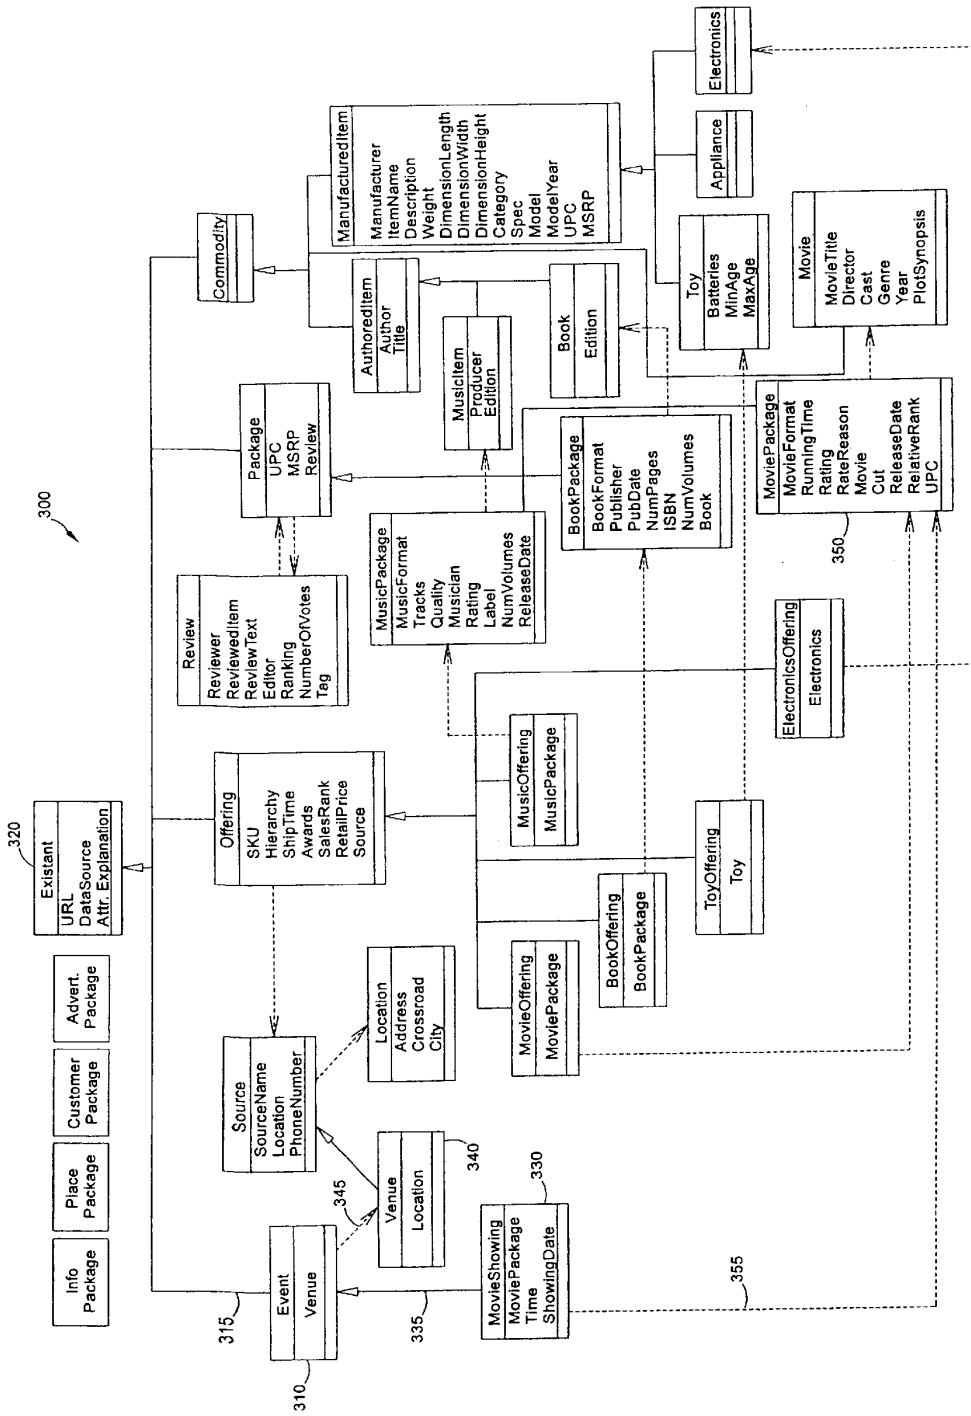 300
Info
Package
Place
Package
Customer
Package
Advert.
Package
320
Existant
URL
DataSource
Attr. Explanation
315
310
Event
Venue
345
Source
SourceName
Location
PhoneNumber
Offering
SKU
Hierarchy
ShipTime
Awards
SalesRank
RetailPrice
Source
Review
Reviewer
ReviewedItem
ReviewText
Editor
Ranking
NumberOfVotes
Tag
Package
UPC
MSRP
Review
Commodity
335
Venue
Location
340
Location
Address
Crossroad
City
MusicPackage
MusicFormat
Tracks
Quality
Musician
Rating
Label
NumVolumes
ReleaseDate
AuthoredItem
Author
Title
ManufacturedItem
Manufacturer
ItemName
Description
Weight
DimensionLength
DimensionWidth
DimensionHeight
Category
Spec
Model
ModelYear
UPC
MSRP
MusicItem
Producer
Edition
MovieShowing
MoviePackage
Time
ShowingDate
330
MovieOffering
MoviePackage
MusicOffering
MusicPackage
BookPackage
BookFormat
Publisher
PubDate
NumPages
ISBN
NumVolumes
Book
Book
Edition
BookOffering
BookPackage
ToyOffering
Toy
Toy
Batteries
MinAge
MaxAge
Appliance
Electronics
355
ElectronicsOffering
Electronics
MoviePackage
MovieFormat
RunningTime
Rating
RateReason
Movie
Cut
ReleaseDate
RelativeRank
UPC
350
Movie
MovieTitle
Director
Cast
Genre
Year
PlotSynopsis